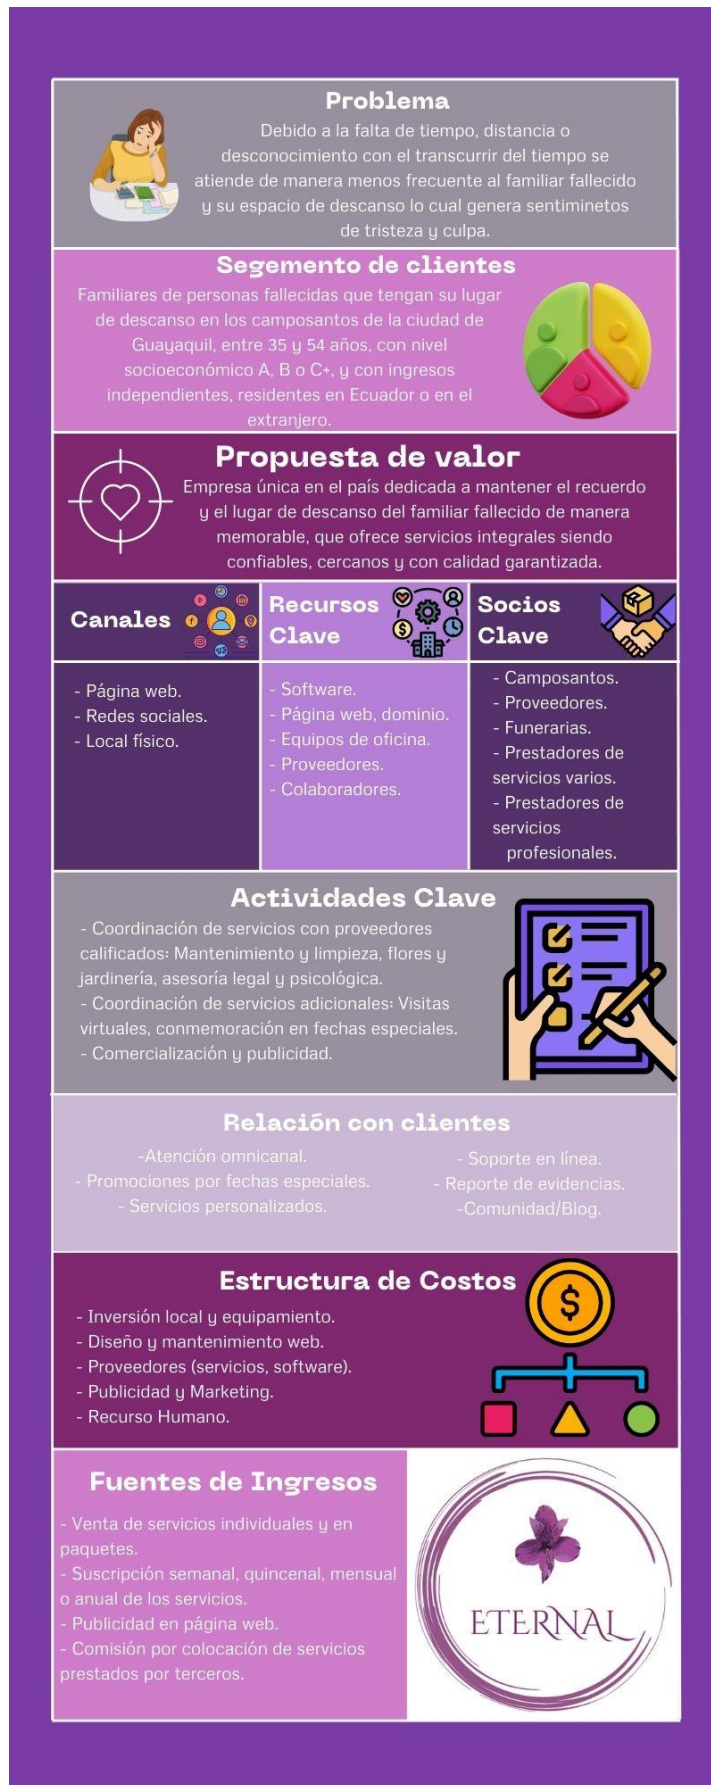 Problema
Debido a la falta de tiempo, distancia o
desconocimiento con el transcurrir del tiempo se
atiende de manera menos frecuente al familiar fallecido
y su espacio de descanso lo cual genera sentiminetos
de tristeza y culpa.
Segemento de clientes
Familiares de personas fallecidas que tengan su lugar
de descanso en los camposantos de la ciudad de
Guayaquil, entre 35 y 54 años, con nivel
socioeconómico A, B o C+, y con ingresos
independientes, residentes en Ecuador o en el
extranjero.
Propuesta de valor
Empresa única en el país dedicada a mantener el recuerdo
y el lugar de descanso del familiar fallecido de manera
memorable, que ofrece servicios integrales siendo
confiables, cercanos y con calidad garantizada.
Canales
- Página web.
- Redes sociales.
- Local físico.
Recursos
Clave
- Software.
- Página web, dominio.
- Equipos de oficina.
- Proveedores.
- Colaboradores.
Socios
Clave
- Camposantos.
- Proveedores.
- Funerarias.
- Prestadores de
servicios varios.
- Prestadores de
servicios
profesionales.
Actividades Clave
- Coordinación de servicios con proveedores
calificados: Mantenimiento y limpieza, flores y
jardinería, asesoría legal y psicológica.
- Coordinación de servicios adicionales: Visitas
virtuales, conmemoración en fechas especiales.
- Comercialización y publicidad.
Relación con clientes
-Atención omnicanal.
- Promociones por fechas especiales.
- Servicios personalizados.
- Soporte en línea.
- Reporte de evidencias.
-Comunidad/Blog.
Estructura de Costos
- Inversión local y equipamiento.
- Diseño y mantenimiento web.
- Proveedores (servicios, software).
- Publicidad y Marketing.
- Recurso Humano.
Fuentes de Ingresos
- Venta de servicios individuales y en
paquetes.
- Suscripción semanal, quincenal, mensual
o anual de los servicios.
- Publicidad en página web.
- Comisión por colocación de servicios
prestados por terceros.
ETERNAL